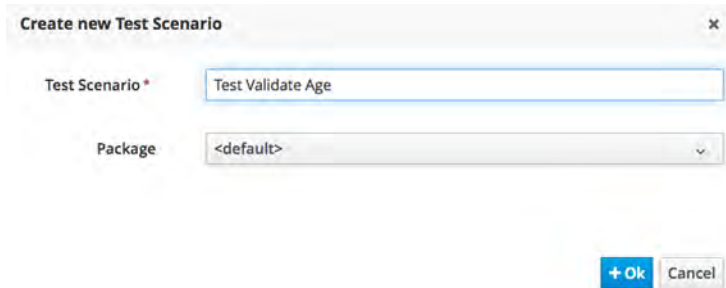 Create new Test Scenario ×
Test Scenario * Test Validate Age
Package <default>
+ Ok Cancel